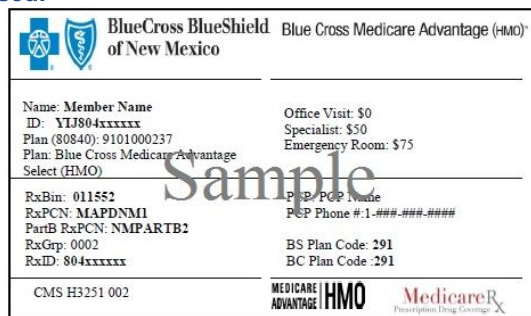 BlueCross BlueShield
of New Mexico
Blue Cross Medicare Advantage (HMO)℠
Name: Member Name
ID: YIJ804xxxxxx
Plan (80840): 9101000237
Plan: Blue Cross Medicare Advantage
Select (HMO)
Office Visit: $0
Specialist: $50
Emergency Room: $75
Sample
RxBin: 011552
RxPCN: MAPDNM1
PartB RxPCN: NMPARTB2
RxGrp: 0002
RxID: 804xxxxxx
PCP Name
PCP Phone #:1-###-###-####
BS Plan Code: 291
BC Plan Code :291
CMS H3251 002
MEDICARE
ADVANTAGE
HMO
MedicareRx
Prescription Drug Coverage